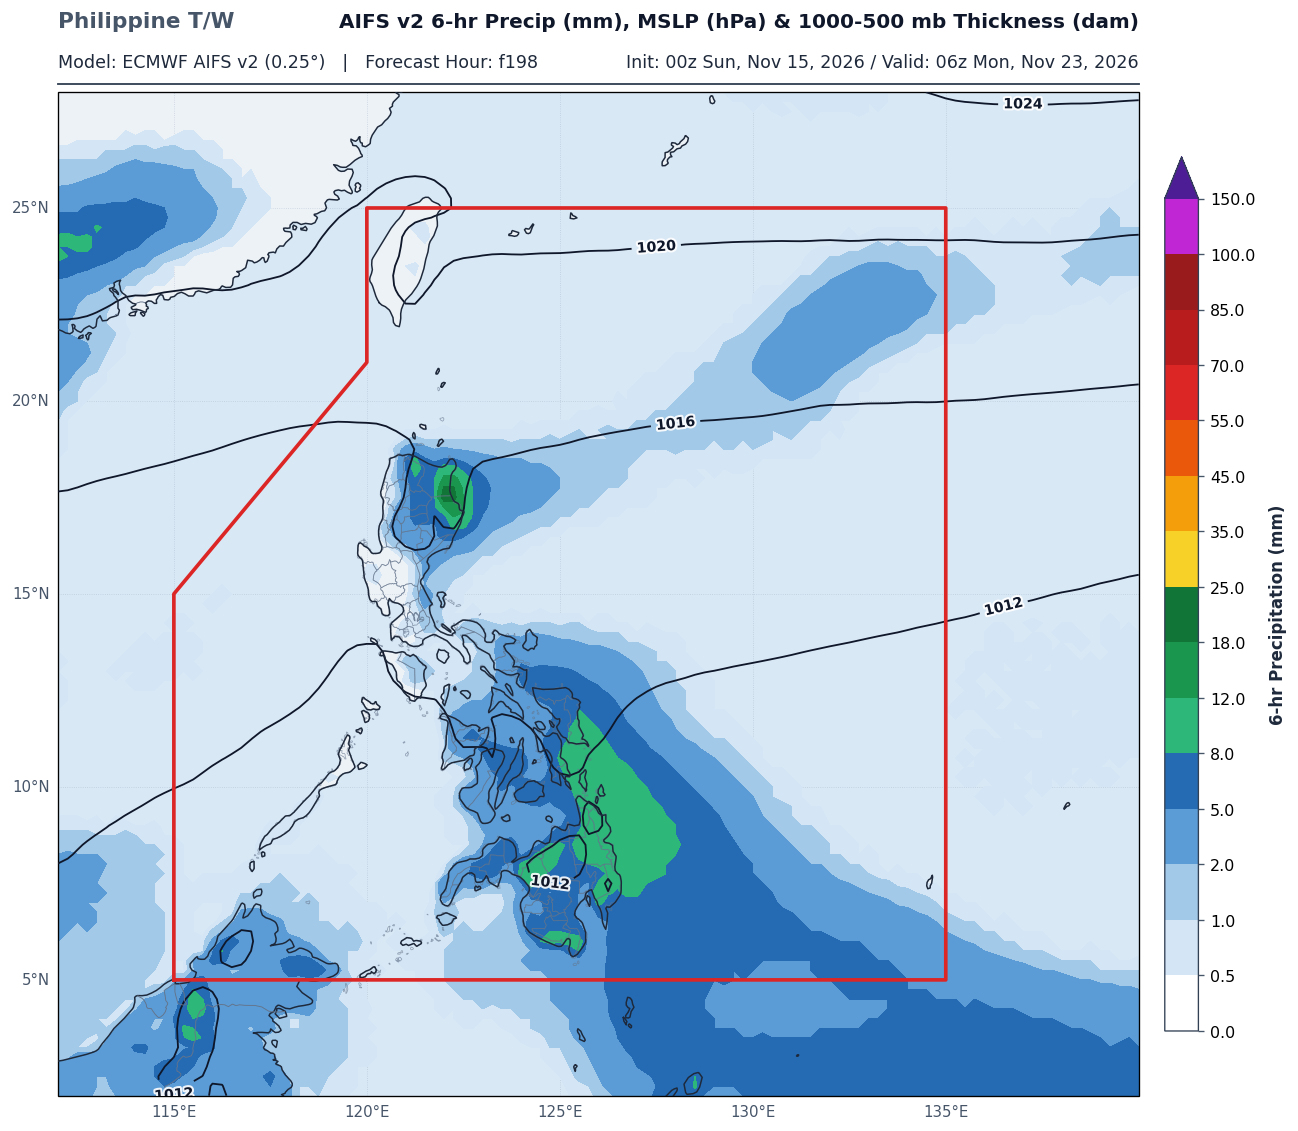 Philippine T/W
AIFS v2 6-hr Precip (mm), MSLP (hPa) & 1000-500 mb Thickness (dam)
Model: ECMWF AIFS v2 (0.25°) | Forecast Hour: f198
Init: 00z Sun, Nov 15, 2026 / Valid: 06z Mon, Nov 23, 2026
1024
1020
1016
1012
1012
1012
25°N
20°N
15°N
10°N
5°N
115°E
120°E
125°E
130°E
135°E
150.0
100.0
85.0
70.0
55.0
45.0
35.0
25.0
18.0
12.0
8.0
5.0
2.0
1.0
0.5
0.0
6-hr Precipitation (mm)